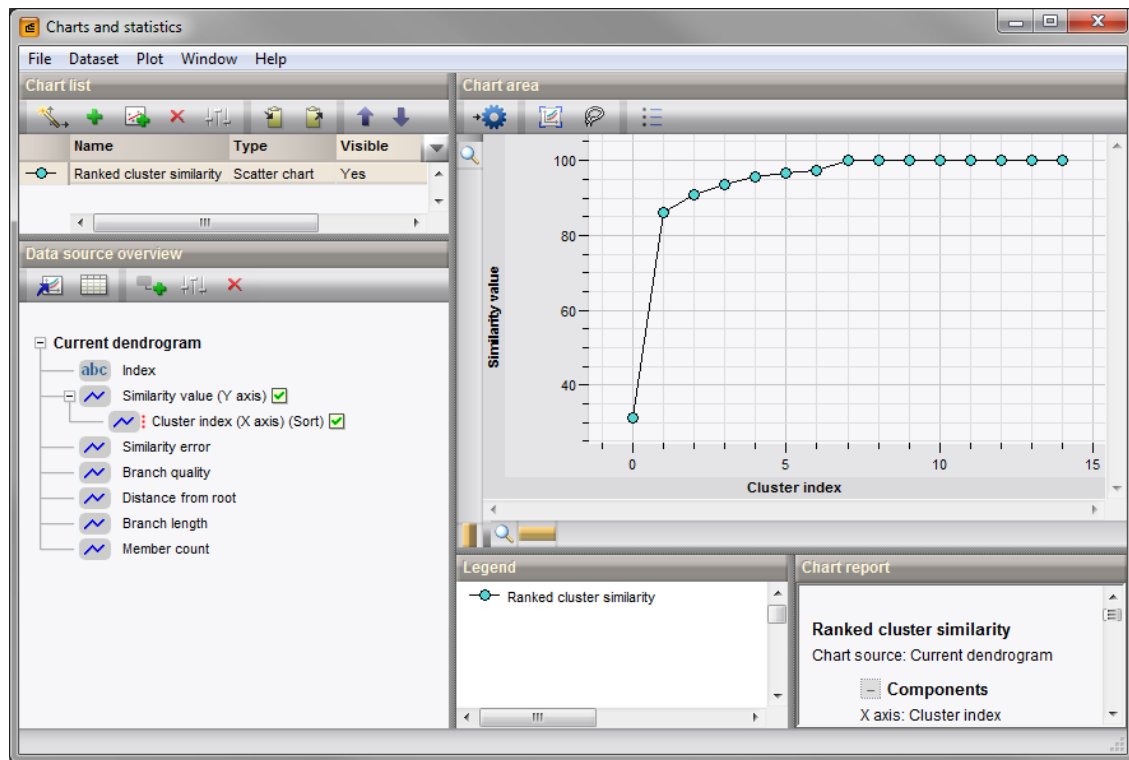 Charts and statistics
File Dataset Plot Window Help
Chart list
Name Type Visible
Ranked cluster similarity Scatter chart Yes
Data source overview
Current dendrogram
abc Index
Similarity value (Y axis)
Cluster index (X axis) (Sort)
Similarity error
Branch quality
Distance from root
Branch length
Member count
Chart area
100
80
60
40
Similarity value
0 5 10 15
Cluster index
Legend
Ranked cluster similarity
Chart report
Ranked cluster similarity
Chart source: Current dendrogram
Components
X axis: Cluster index